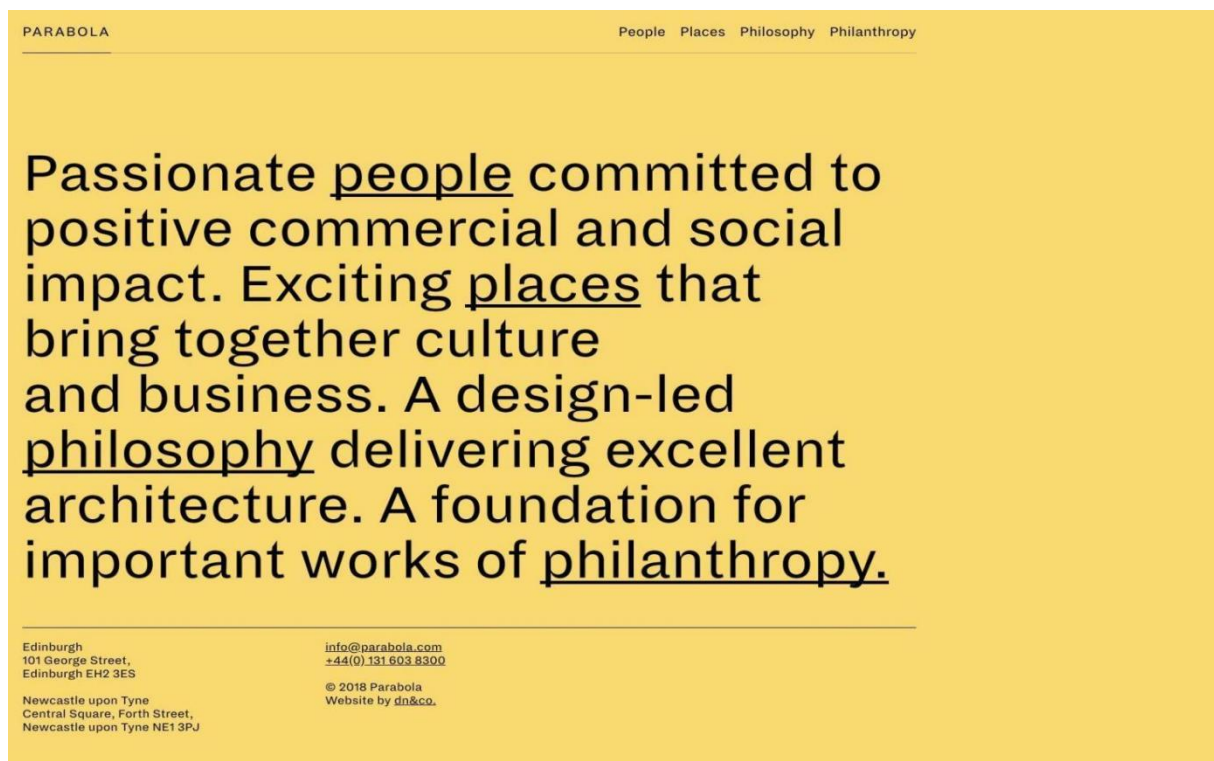 PARABOLA
People Places Philosophy Philanthropy
Passionate people committed to
positive commercial and social
impact. Exciting places that
bring together culture
and business. A design-led
philosophy delivering excellent
architecture. A foundation for
important works of philanthropy.
Edinburgh
101 George Street,
Edinburgh EH2 3ES
Newcastle upon Tyne
Central Square, Forth Street,
Newcastle upon Tyne NE1 3PJ
info@parabola.com
+44(0) 131 603 8300
© 2018 Parabola
Website by dn&co.